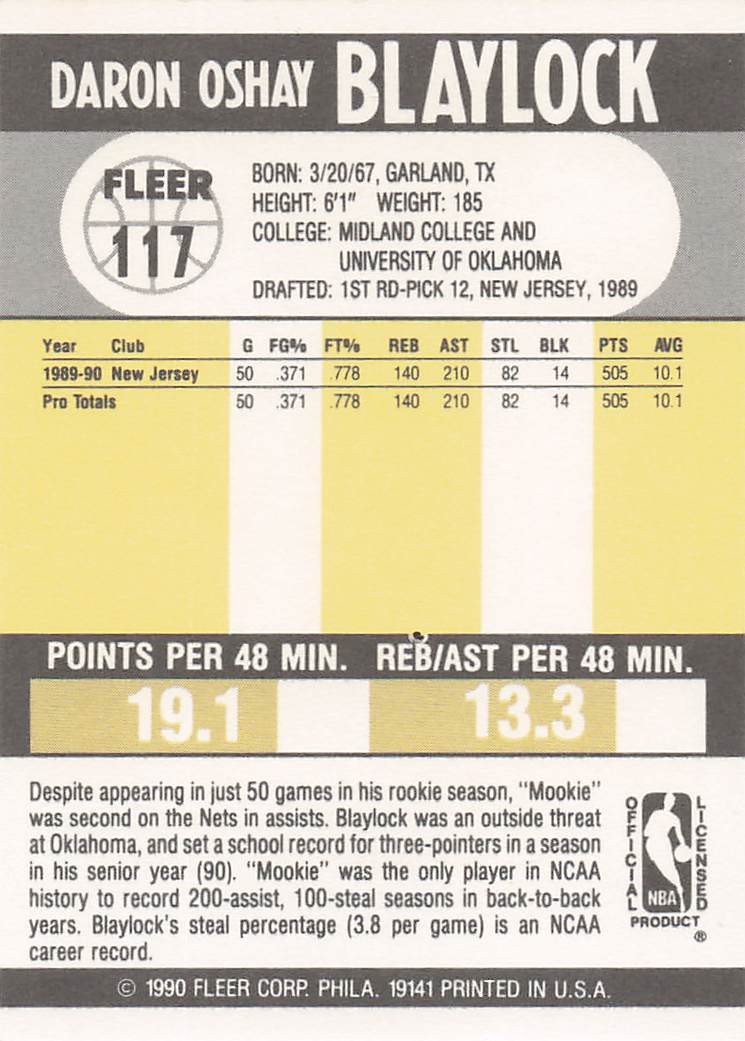 DARON OSHAY BLAYLOCK
FLEER
117
BORN: 3/20/67, GARLAND, TX
HEIGHT: 6'1" WEIGHT: 185
COLLEGE: MIDLAND COLLEGE AND
UNIVERSITY OF OKLAHOMA
DRAFTED: 1ST RD-PICK 12, NEW JERSEY, 1989
Year Club G FG% FT% REB AST STL BLK PTS AVG
1989-90 New Jersey 50 .371 .778 140 210 82 14 505 10.1
Pro Totals 50 .371 .778 140 210 82 14 505 10.1
POINTS PER 48 MIN. REB/AST PER 48 MIN.
19.1 13.3
Despite appearing in just 50 games in his rookie season, "Mookie"
was second on the Nets in assists. Blaylock was an outside threat
at Oklahoma, and set a school record for three-pointers in a season
in his senior year (90). "Mookie" was the only player in NCAA
history to record 200-assist, 100-steal seasons in back-to-back
years. Blaylock's steal percentage (3.8 per game) is an NCAA
career record.
OFFICIAL
LICENSED
NBA
PRODUCT
®
© 1990 FLEER CORP. PHILA. 19141 PRINTED IN U.S.A.